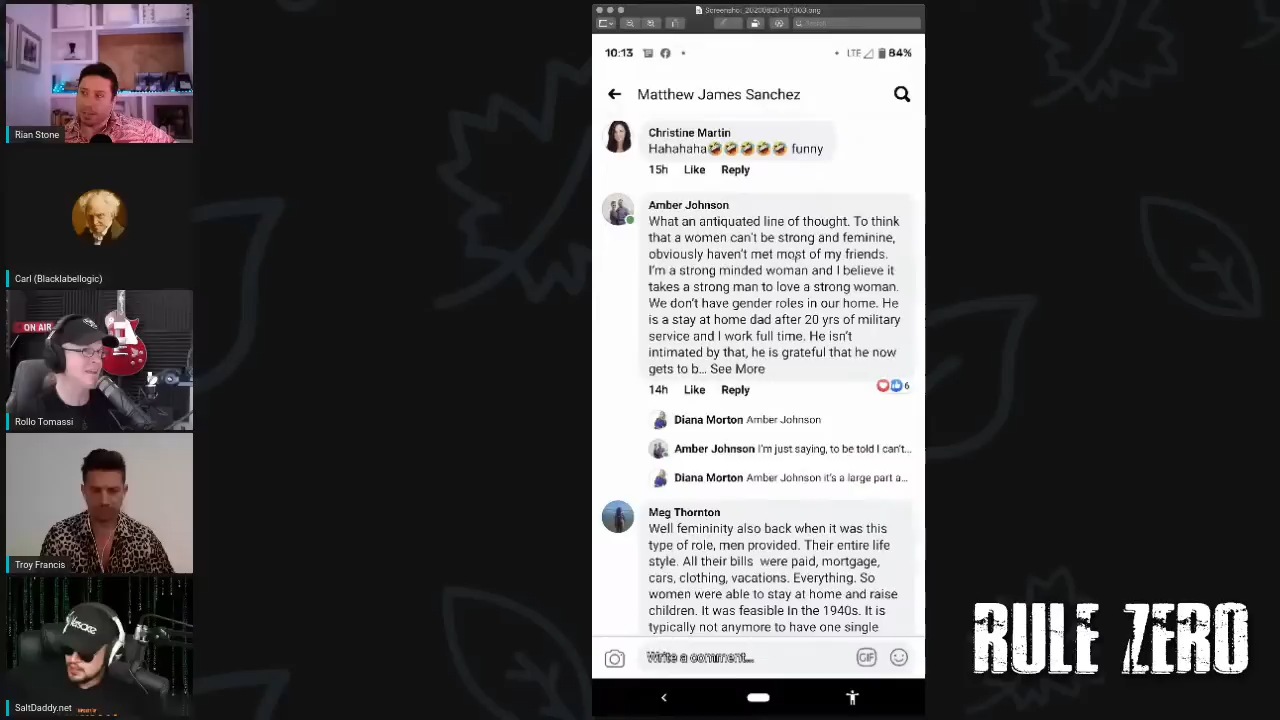 Screenshot_20200820-101303.png
Search
10:13
LTE
84%
Matthew James Sanchez
Christine Martin
Hahahaha🤣🤣🤣🤣🤣 funny
15h Like Reply
Amber Johnson
What an antiquated line of thought. To think
that a women can't be strong and feminine,
obviously haven't met most of my friends.
I'm a strong minded woman and I believe it
takes a strong man to love a strong woman.
We don't have gender roles in our home. He
is a stay at home dad after 20 yrs of military
service and I work full time. He isn't
intimated by that, he is grateful that he now
gets to b... See More
14h Like Reply
6
Diana Morton Amber Johnson
Amber Johnson I'm just saying, to be told I can't...
Diana Morton Amber Johnson it's a large part a...
Meg Thornton
Well femininity also back when it was this
type of role, men provided. Their entire life
style. All their bills were paid, mortgage,
cars, clothing, vacations. Everything. So
women were able to stay at home and raise
children. It was feasible In the 1940s. It is
typically not anymore to have one single
Write a comment...
GIF
Rian Stone
Carl (Blacklabellogic)
ON AIR
Rollo Tomassi
Troy Francis
SaltDaddy.net
RULE ZERO